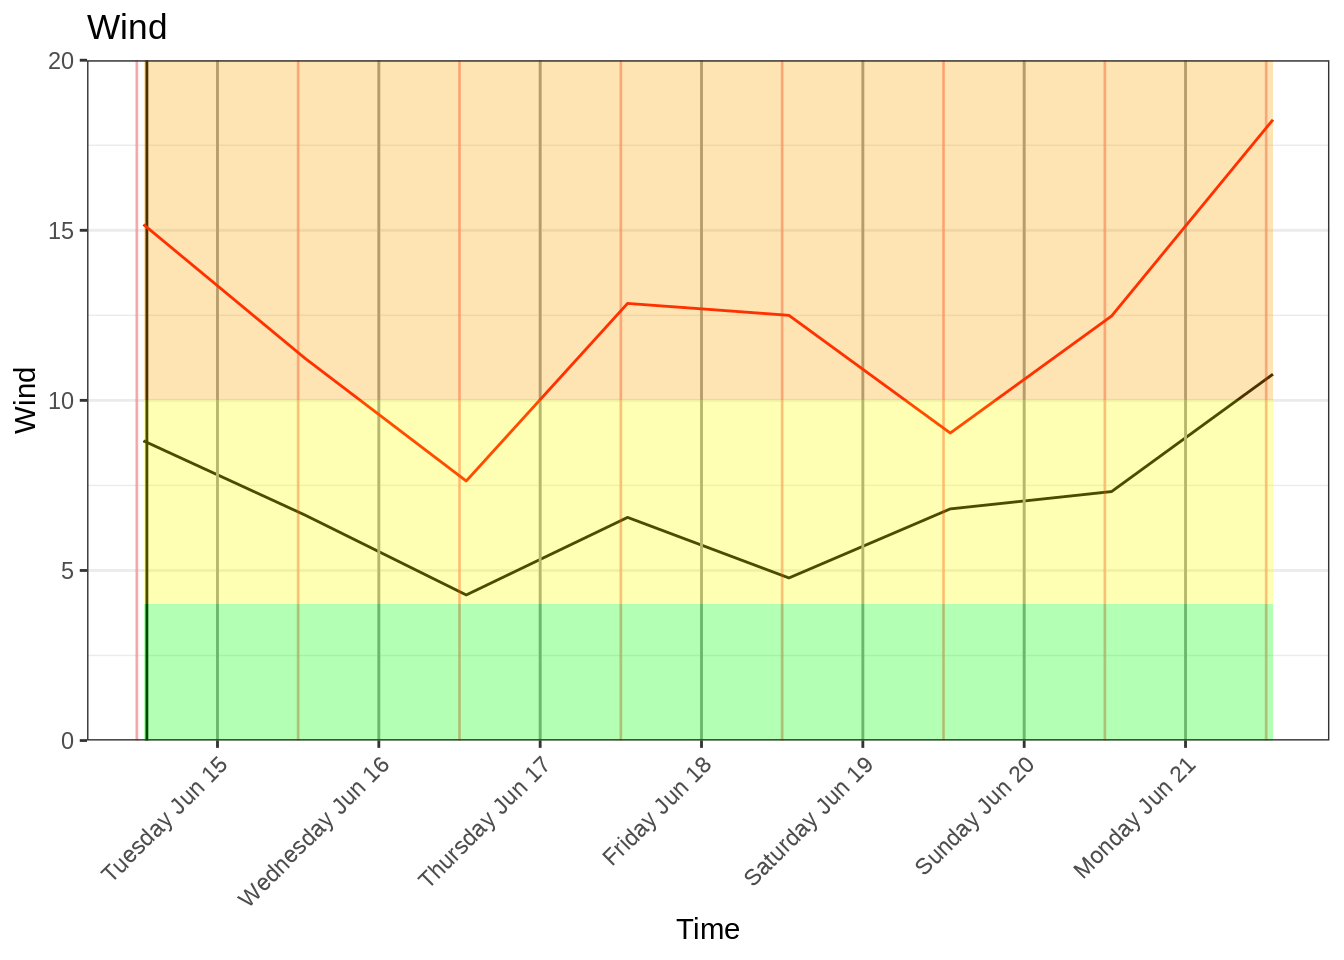 Wind
20
15
10
5
0
Wind
Tuesday Jun 15
Wednesday Jun 16
Thursday Jun 17
Friday Jun 18
Saturday Jun 19
Sunday Jun 20
Monday Jun 21
Time